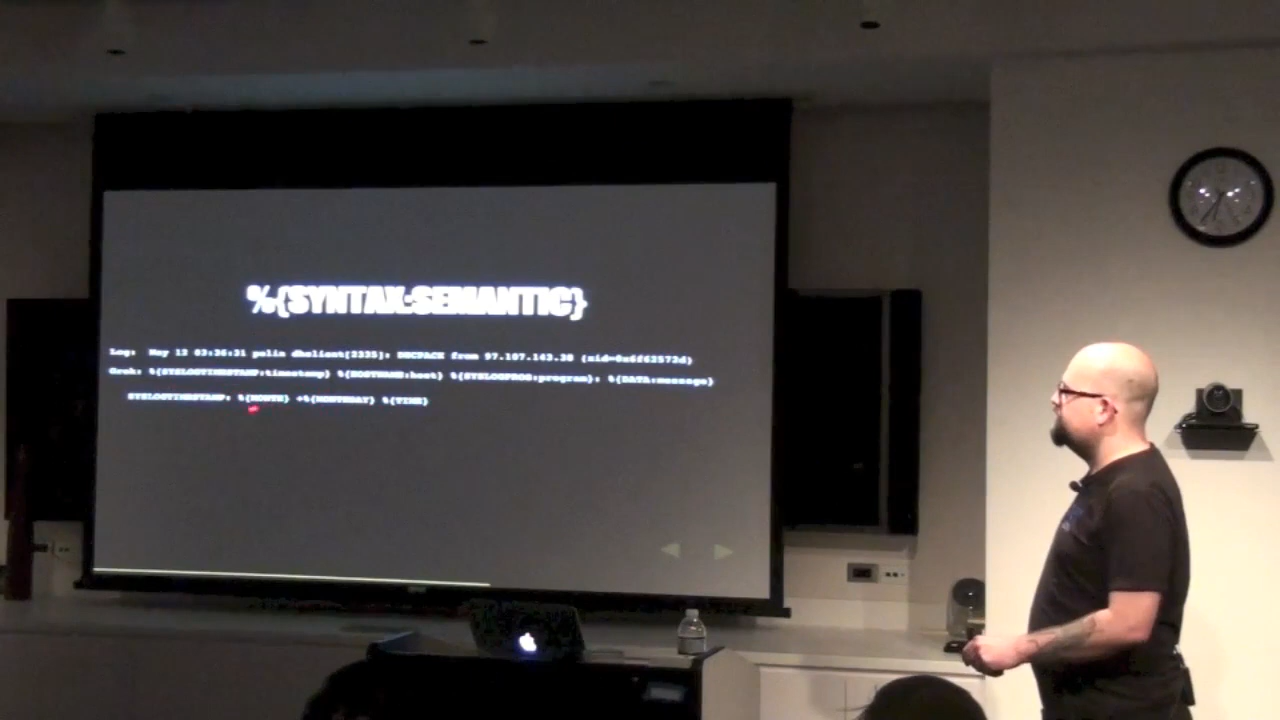 %{SYNTAX:SEMANTIC}
Log: May 12 03:36:31 polin dhclient[2335]: DHCPACK from 97.107.143.38 (xid=0x6f62572d)
Grok: %{SYSLOGTIMESTAMP:timestamp} %{HOSTNAME:host} %{SYSLOGPROG:program}: %{DATA:message}
SYSLOGTIMESTAMP: %{MONTH} +%{MONTHDAY} %{TIME}